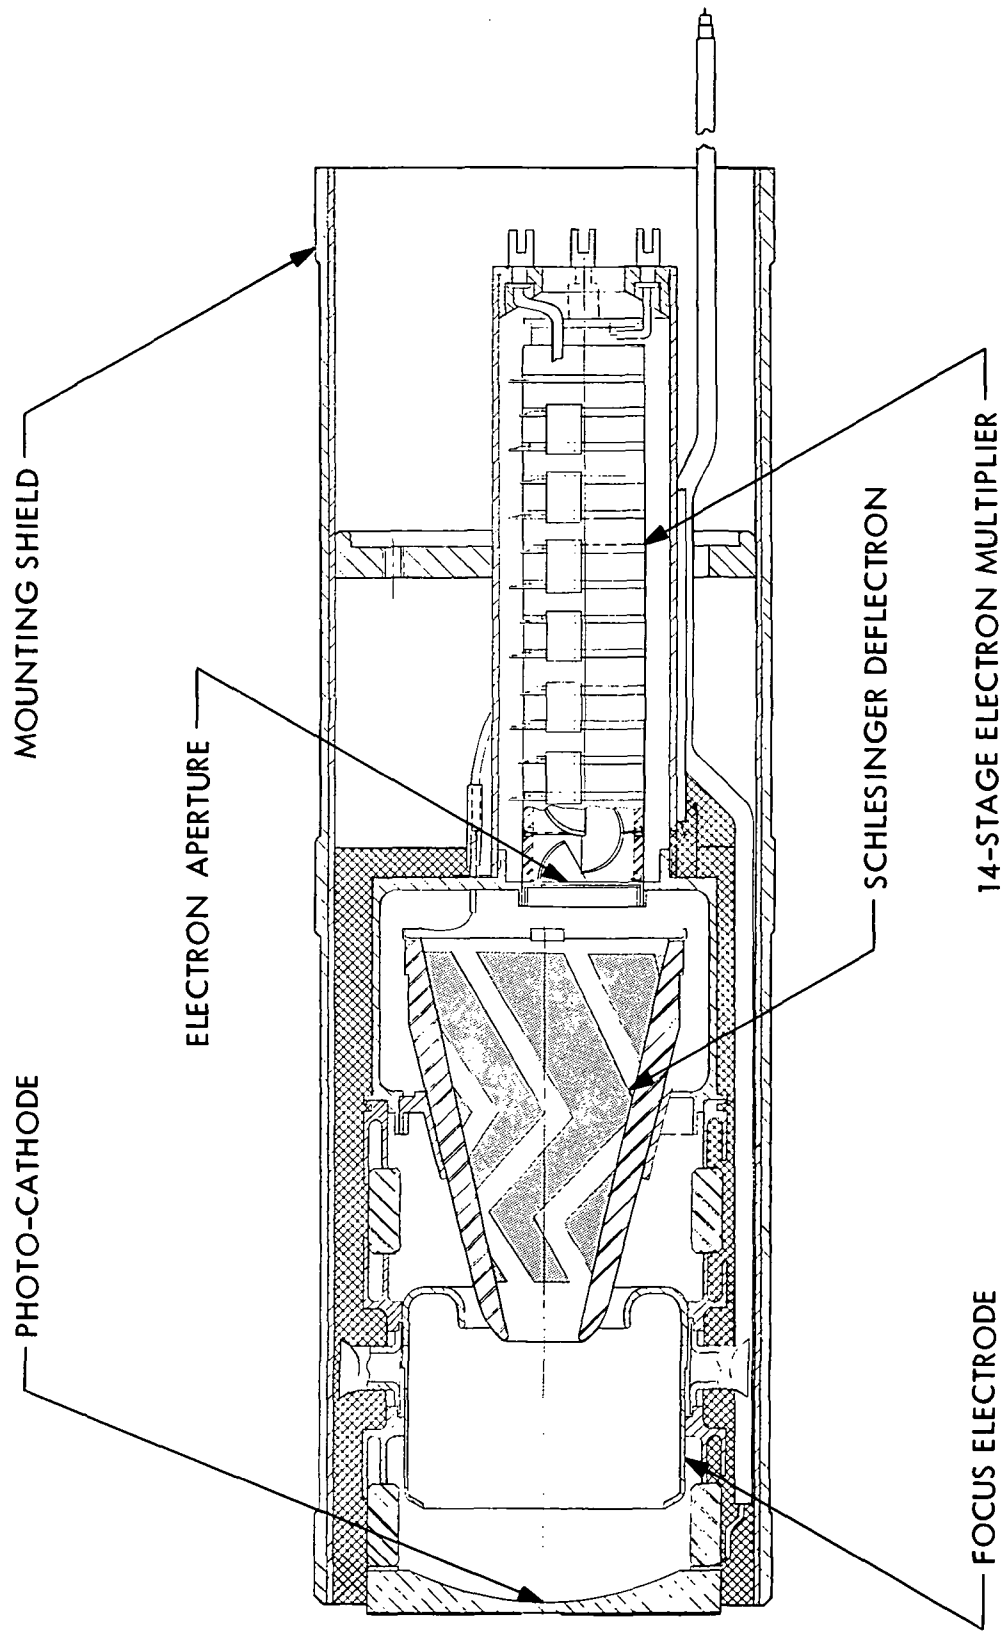 PHOTO-CATHODE
ELECTRON APERTURE
MOUNTING SHIELD
FOCUS ELECTRODE
SCHLESINGER DEFLECTRON
14-STAGE ELECTRON MULTIPLIER